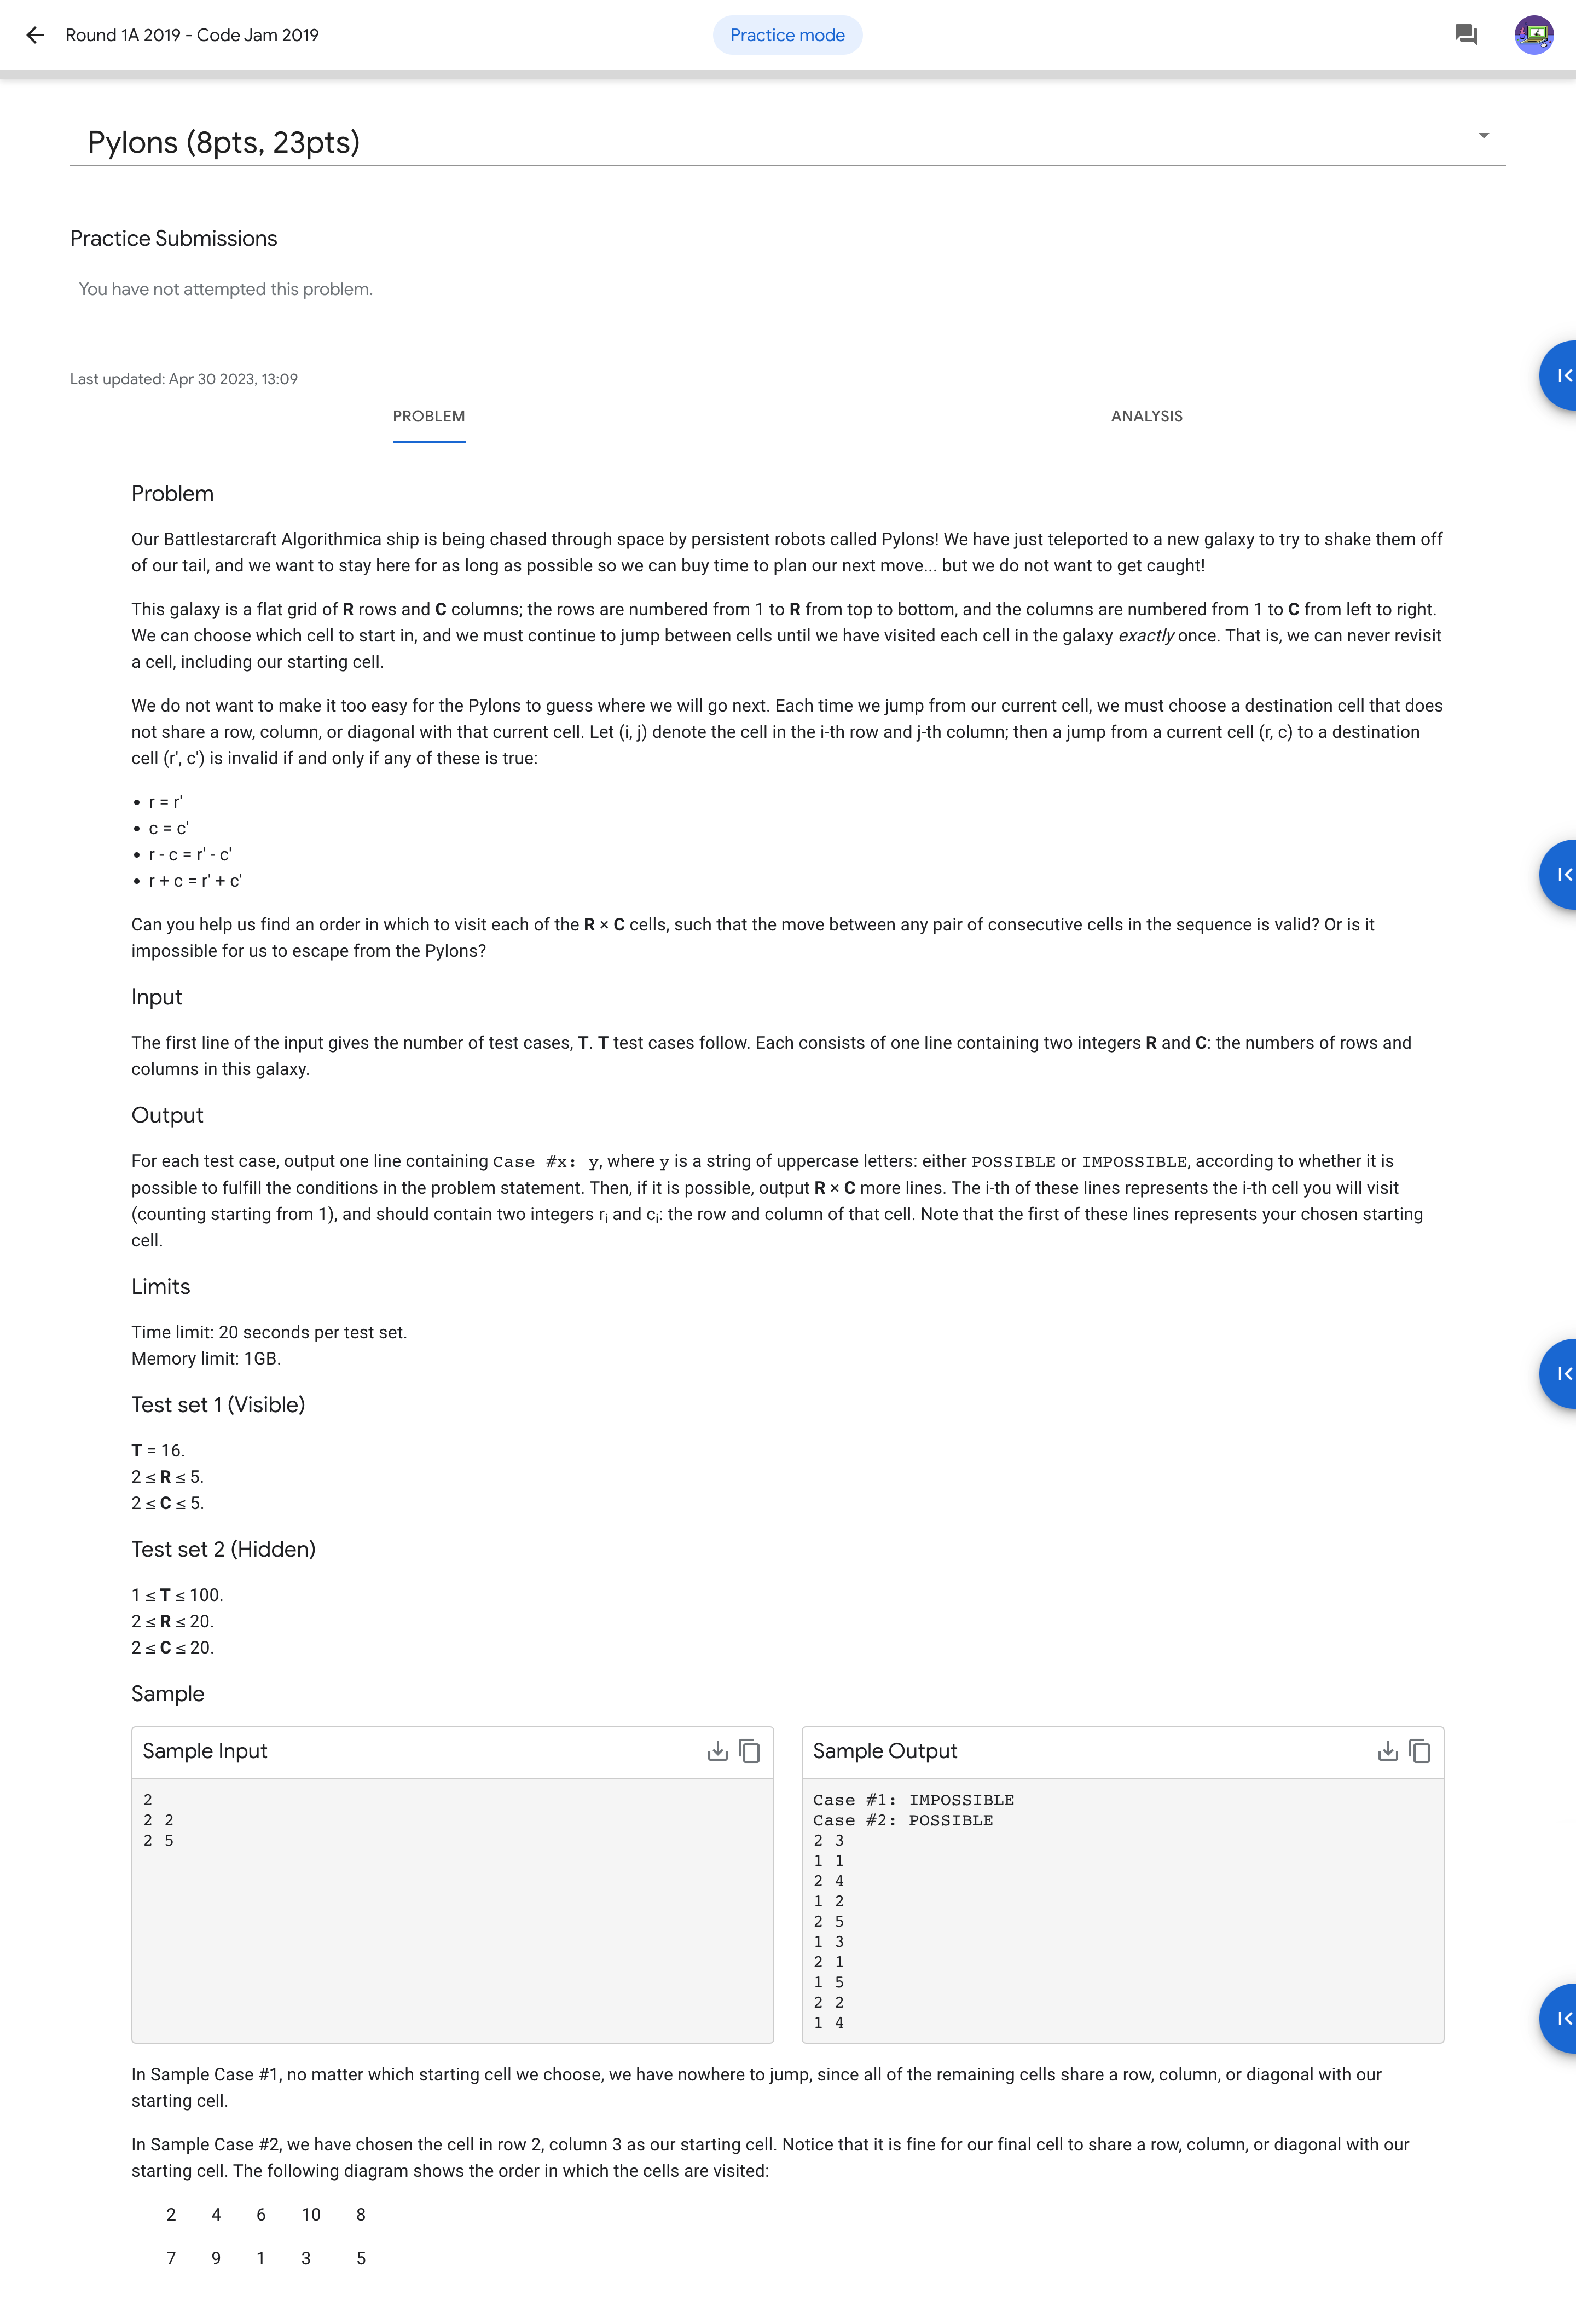 Round 1A 2019 - Code Jam 2019
Practice mode
Pylons (8pts, 23pts)
Practice Submissions
You have not attempted this problem.
Last updated: Apr 30 2023, 13:09
PROBLEM
ANALYSIS
Problem
Our Battlestarcraft Algorithmica ship is being chased through space by persistent robots called Pylons! We have just teleported to a new galaxy to try to shake them off
of our tail, and we want to stay here for as long as possible so we can buy time to plan our next move... but we do not want to get caught!
This galaxy is a flat grid of R rows and C columns; the rows are numbered from 1 to R from top to bottom, and the columns are numbered from 1 to C from left to right.
We can choose which cell to start in, and we must continue to jump between cells until we have visited each cell in the galaxy exactly once. That is, we can never revisit
a cell, including our starting cell.
We do not want to make it too easy for the Pylons to guess where we will go next. Each time we jump from our current cell, we must choose a destination cell that does
not share a row, column, or diagonal with that current cell. Let (i, j) denote the cell in the i-th row and j-th column; then a jump from a current cell (r, c) to a destination
cell (r', c') is invalid if and only if any of these is true:
• r = r'
• c = c'
• r - c = r' - c'
• r + c = r' + c'
Can you help us find an order in which to visit each of the R × C cells, such that the move between any pair of consecutive cells in the sequence is valid? Or is it
impossible for us to escape from the Pylons?
Input
The first line of the input gives the number of test cases, T. T test cases follow. Each consists of one line containing two integers R and C: the numbers of rows and
columns in this galaxy.
Output
For each test case, output one line containing Case #x: y, where y is a string of uppercase letters: either POSSIBLE or IMPOSSIBLE, according to whether it is
possible to fulfill the conditions in the problem statement. Then, if it is possible, output R × C more lines. The i-th of these lines represents the i-th cell you will visit
(counting starting from 1), and should contain two integers ri and ci: the row and column of that cell. Note that the first of these lines represents your chosen starting
cell.
Limits
Time limit: 20 seconds per test set.
Memory limit: 1GB.
Test set 1 (Visible)
T = 16.
2 ≤ R ≤ 5.
2 ≤ C ≤ 5.
Test set 2 (Hidden)
1 ≤ T ≤ 100.
2 ≤ R ≤ 20.
2 ≤ C ≤ 20.
Sample
Sample Input
2
2 2
2 5
Sample Output
Case #1: IMPOSSIBLE
Case #2: POSSIBLE
2 3
1 1
2 4
1 2
2 5
1 3
2 1
1 5
2 2
1 4
In Sample Case #1, no matter which starting cell we choose, we have nowhere to jump, since all of the remaining cells share a row, column, or diagonal with our
starting cell.
In Sample Case #2, we have chosen the cell in row 2, column 3 as our starting cell. Notice that it is fine for our final cell to share a row, column, or diagonal with our
starting cell. The following diagram shows the order in which the cells are visited:
2 4 6 10 8
7 9 1 3 5